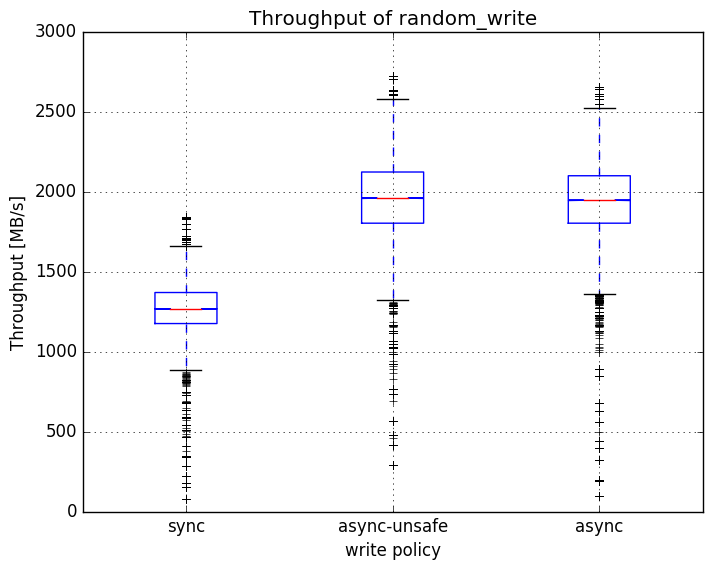 Throughput of random_write
3000
2500
2000
1500
1000
500
0
Throughput [MB/s]
sync
async-unsafe
async
write policy